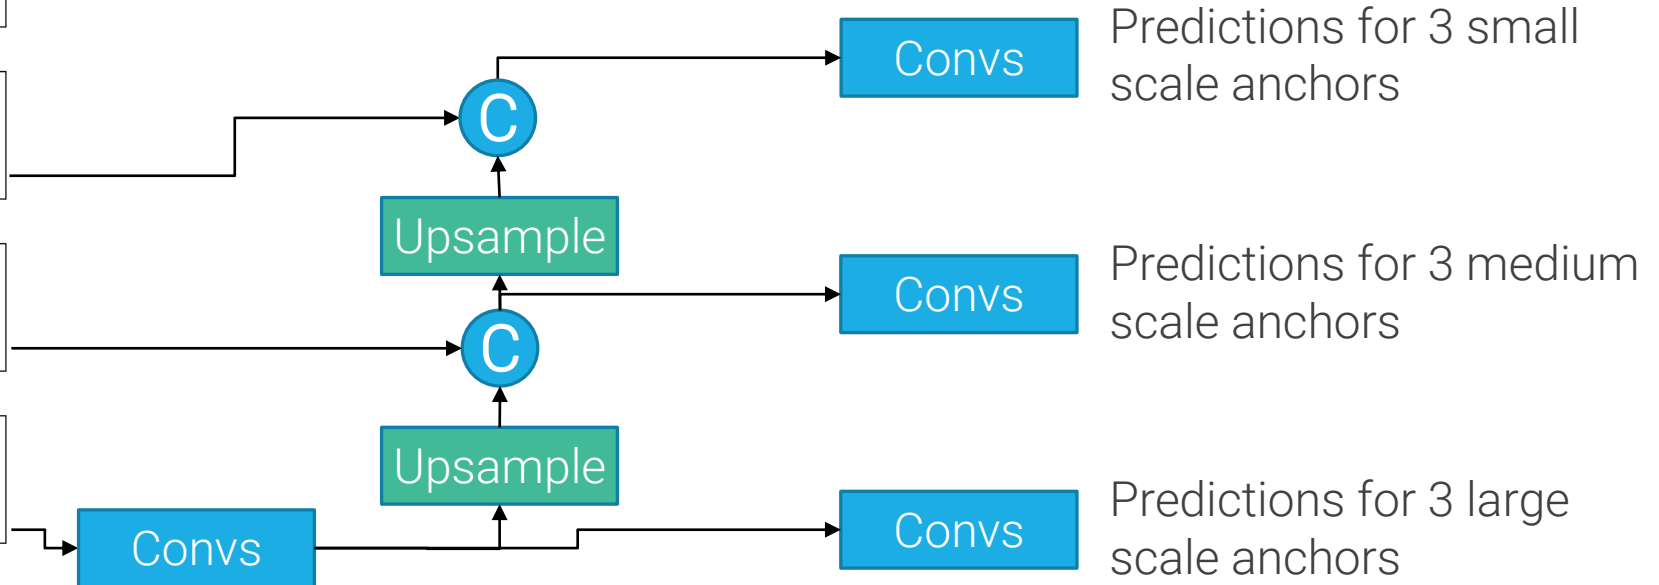 Convs
Predictions for 3 small
scale anchors
C
Upsample
Convs
Predictions for 3 medium
scale anchors
C
Upsample
Convs
Convs
Predictions for 3 large
scale anchors